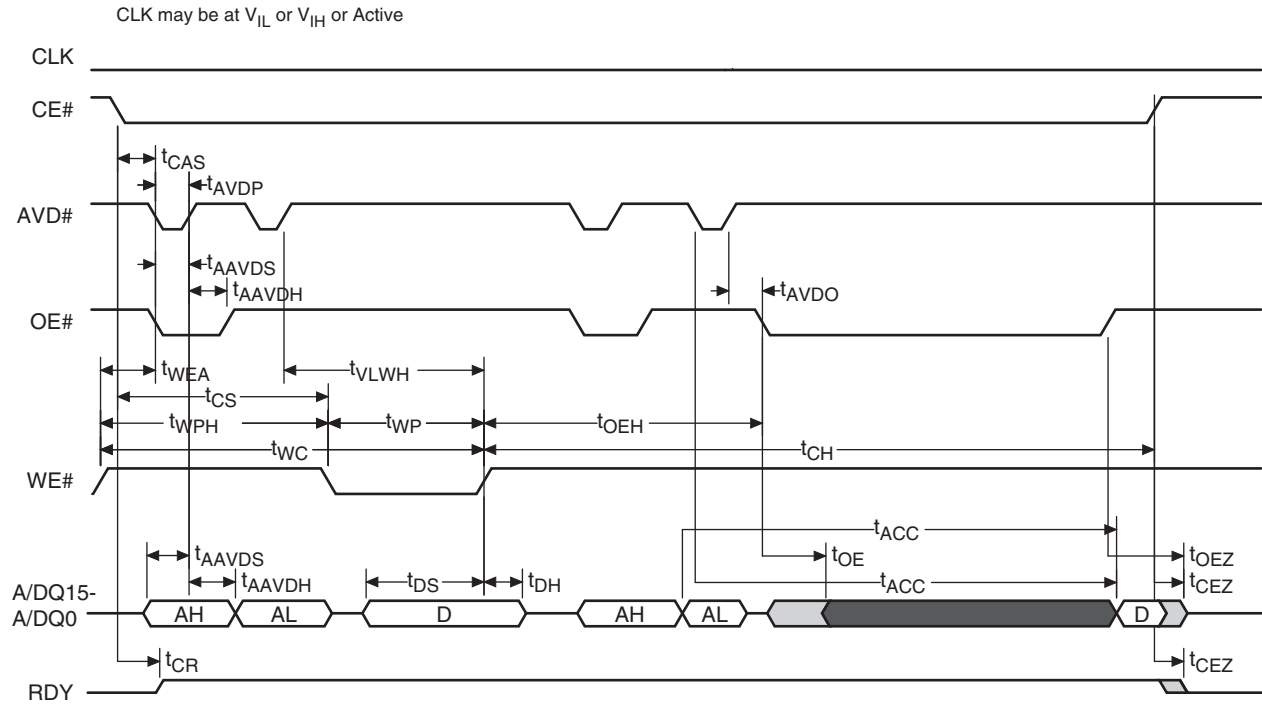 CLK may be at VIL or VIH or Active
CLK
CE#
tCAS
tAVDP
AVD#
tAAVDS
tAAVDH
tAVDO
OE#
tWEA
tVLWH
tCS
tWPH
tWP
tOEH
tWC
tCH
WE#
tACC
tAAVDS
tOE
tOEZ
tAAVDH
tDS
tDH
tACC
tCEZ
A/DQ15-
A/DQ0
AH
AL
D
AH
AL
D
tCR
tCEZ
RDY